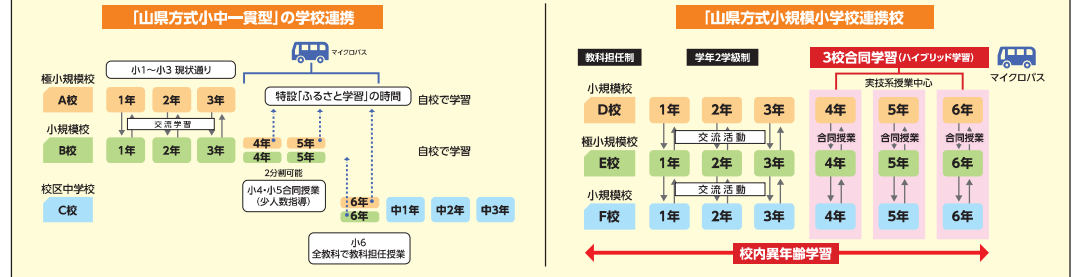 「山県方式小中一貫型」の学校連携
マイクロバス
小1～小3 現状通り
極小規模校
特設「ふるさと学習」の時間
自校で学習
A校 1年 2年 3年
交流学習
小規模校
B校 1年 2年 3年
4年 5年
4年 5年
自校で学習
2分割可能
小4・小5合同授業
(少人数指導)
校区中学校
C校
6年
6年
中1年 中2年 中3年
小6
全教科で教科担任授業
「山県方式小規模小学校連携校」
教科担任制 学年2学級制
3校合同学習(ハイブリッド学習)
マイクロバス
実技系授業中心
小規模校
D校 1年 2年 3年 4年 5年 6年
交流活動 合同授業 合同授業 合同授業
極小規模校
E校 1年 2年 3年 4年 5年 6年
交流活動
小規模校
F校 1年 2年 3年 4年 5年 6年
校内異年齢学習